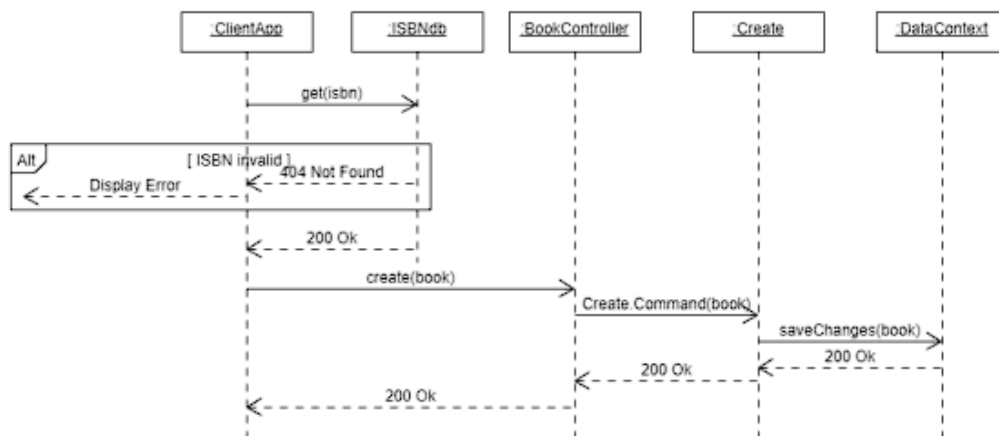 :ClientApp
:ISBNdb
:BookController
:Create
:DataContext
get(isbn)
Alt
[ ISBN invalid ]
404 Not Found
Display Error
200 Ok
create(book)
Create.Command(book)
saveChanges(book)
200 Ok
200 Ok
200 Ok